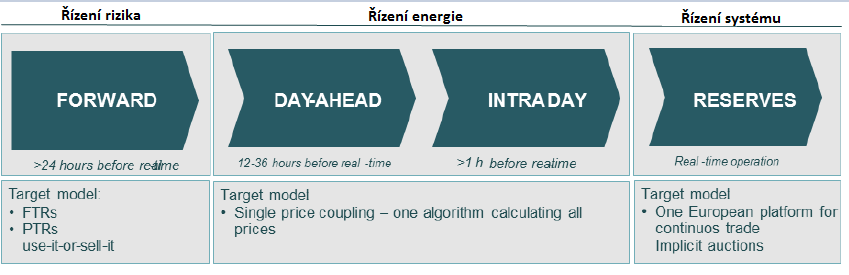 Řízení rizika
Řízení energie
Řízení systému
FORWARD
DAY-AHEAD
INTRADAY
RESERVES
>24 hours before real-time
12-36 hours before real -time
>1 h before realtime
Real -time operation
Target model:
• FTRs
• PTRs
use-it-or-sell-it
Target model
• Single price coupling – one algorithm calculating all
prices
Target model
• One European platform for
continuos trade
Implicit auctions